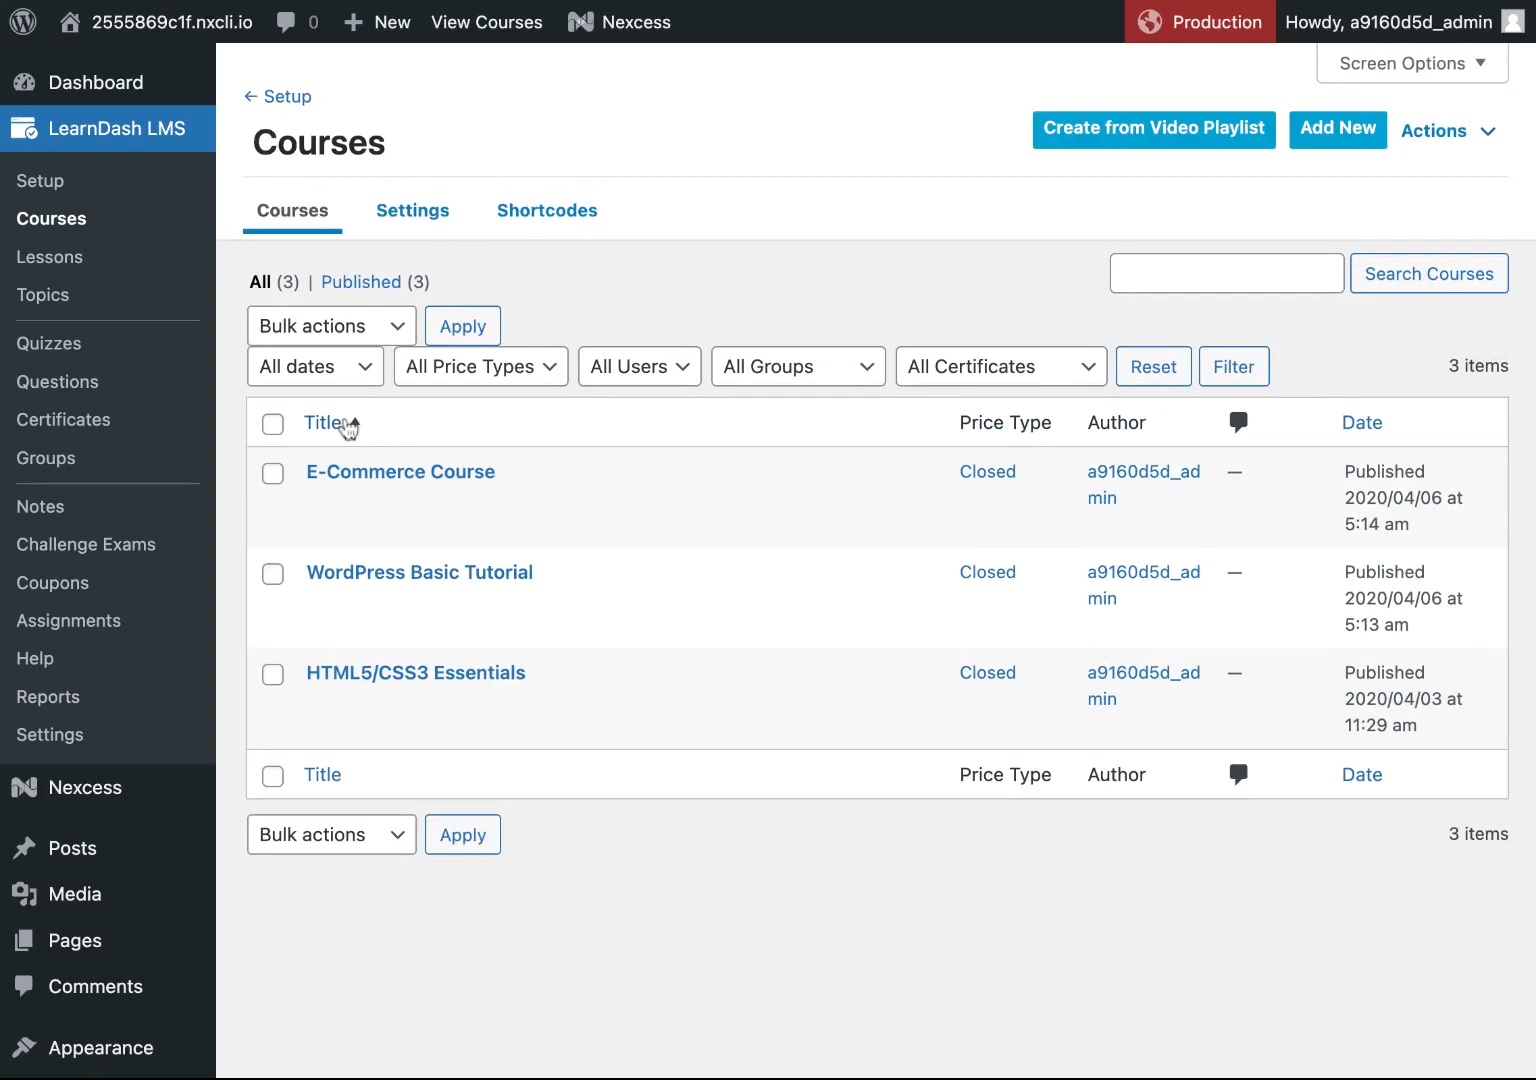 2555869c1f.nxcli.io 0 New View Courses Nexcess Production Howdy, a9160d5d_admin
Dashboard
LearnDash LMS
Setup
Courses
Lessons
Topics
Quizzes
Questions
Certificates
Groups
Notes
Challenge Exams
Coupons
Assignments
Help
Reports
Settings
Nexcess
Posts
Media
Pages
Comments
Appearance
Screen Options ▼
← Setup
Courses
Create from Video Playlist Add New Actions
Courses Settings Shortcodes
All (3) | Published (3)
Search Courses
Bulk actions Apply
All dates All Price Types All Users All Groups All Certificates Reset Filter 3 items
Title Price Type Author Date
E-Commerce Course Closed a9160d5d_ad — Published
min 2020/04/06 at
5:14 am
WordPress Basic Tutorial Closed a9160d5d_ad — Published
min 2020/04/06 at
5:13 am
HTML5/CSS3 Essentials Closed a9160d5d_ad — Published
min 2020/04/03 at
11:29 am
Title Price Type Author Date
Bulk actions Apply 3 items